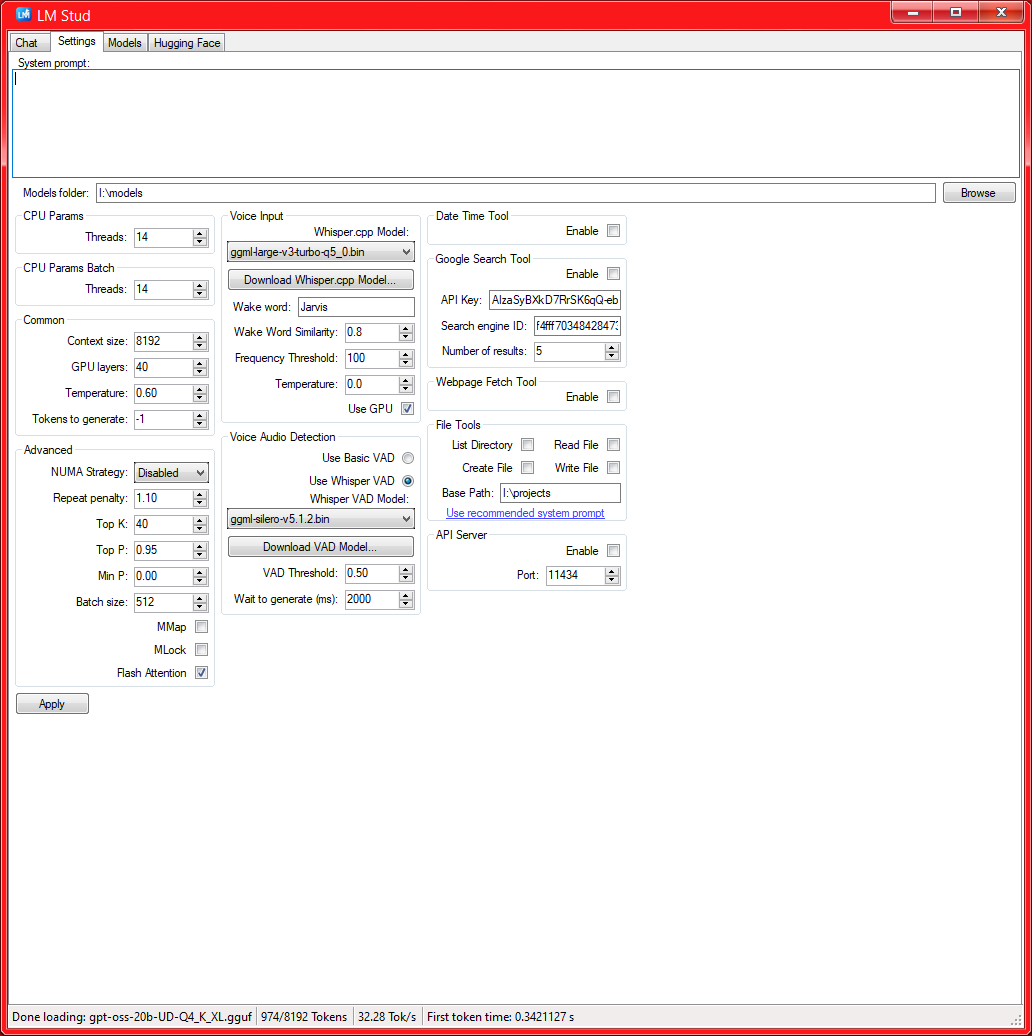 LM Stud
Chat Settings Models Hugging Face
System prompt:
Models folder: I:\models Browse
CPU Params
Threads: 14
CPU Params Batch
Threads: 14
Common
Context size: 8192
GPU layers: 40
Temperature: 0.60
Tokens to generate: -1
Advanced
NUMA Strategy: Disabled
Repeat penalty: 1.10
Top K: 40
Top P: 0.95
Min P: 0.00
Batch size: 512
MMap
MLock
Flash Attention
Apply
Voice Input
Whisper.cpp Model:
ggml-large-v3-turbo-q5_0.bin
Download Whisper.cpp Model...
Wake word: Jarvis
Wake Word Similarity: 0.8
Frequency Threshold: 100
Temperature: 0.0
Use GPU
Voice Audio Detection
Use Basic VAD
Use Whisper VAD
Whisper VAD Model:
ggml-silero-v5.1.2.bin
Download VAD Model...
VAD Threshold: 0.50
Wait to generate (ms): 2000
Date Time Tool
Enable
Google Search Tool
Enable
API Key: AIzaSyBXkD7RrSK6qQ-eb
Search engine ID: f4fff70348428473
Number of results: 5
Webpage Fetch Tool
Enable
File Tools
List Directory Read File
Create File Write File
Base Path: I:\projects
Use recommended system prompt
API Server
Enable
Port: 11434
Done loading: gpt-oss-20b-UD-Q4_K_XL.gguf 974/8192 Tokens 32.28 Tok/s First token time: 0.3421127 s